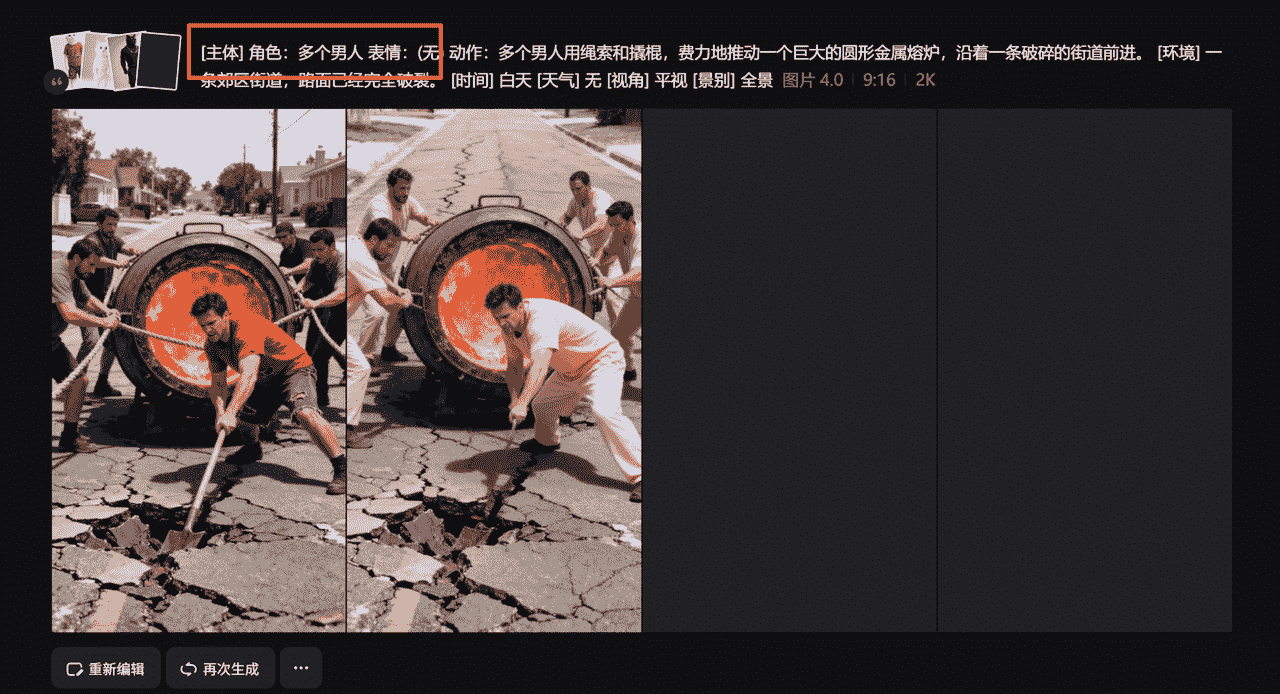 [主体] 角色：多个男人 表情：(无) 动作：多个男人用绳索和撬棍，费力地推动一个巨大的圆形金属熔炉，沿着一条破碎的街道前进。 [环境] 一
条郊区街道，路面已经完全破裂。 [时间] 白天 [天气] 无 [视角] 平视 [景别] 全景 图片 4.0 9:16 2K
重新编辑 再次生成 ···